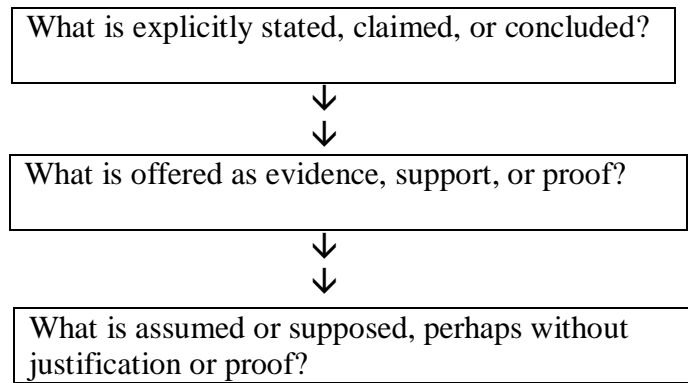 What is explicitly stated, claimed, or concluded?
What is offered as evidence, support, or proof?
What is assumed or supposed, perhaps without
justification or proof?